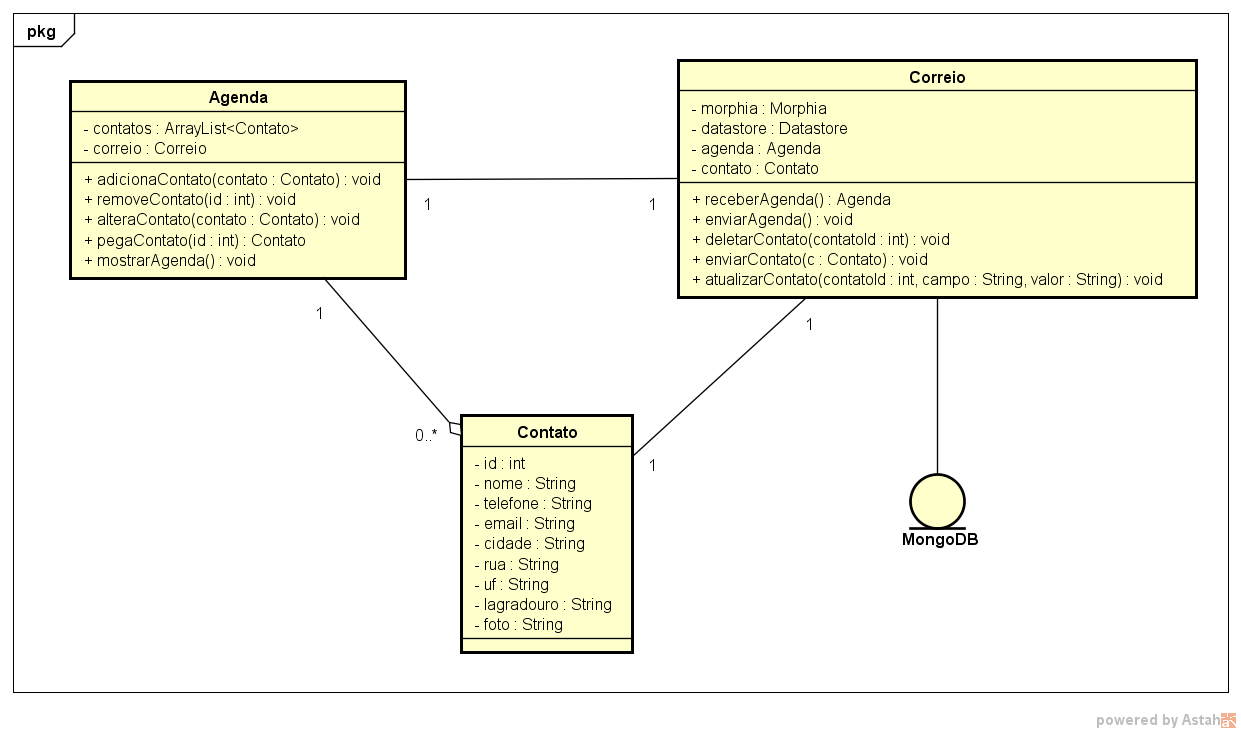 pkg
Agenda
- contatos : ArrayList<Contato>
- correio : Correio
+ adicionaContato(contato : Contato) : void
+ removeContato(id : int) : void
+ alteraContato(contato : Contato) : void
+ pegaContato(id : int) : Contato
+ mostrarAgenda() : void
Correio
- morphia : Morphia
- datastore : Datastore
- agenda : Agenda
- contato : Contato
+ receberAgenda() : Agenda
+ enviarAgenda() : void
+ deletarContato(contatoId : int) : void
+ enviarContato(c : Contato) : void
+ atualizarContato(contatoId : int, campo : String, valor : String) : void
1
1
1
1
0..*
1
Contato
- id : int
- nome : String
- telefone : String
- email : String
- cidade : String
- rua : String
- uf : String
- lagradouro : String
- foto : String
MongoDB
powered by Astah